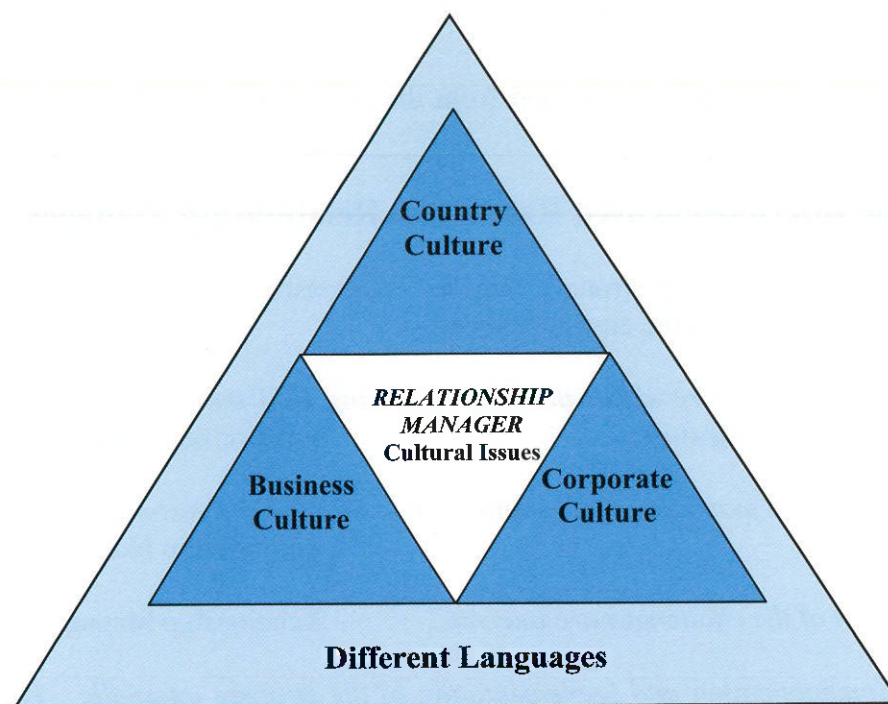 Country
Culture
RELATIONSHIP
MANAGER
Cultural Issues
Business
Culture
Corporate
Culture
Different Languages